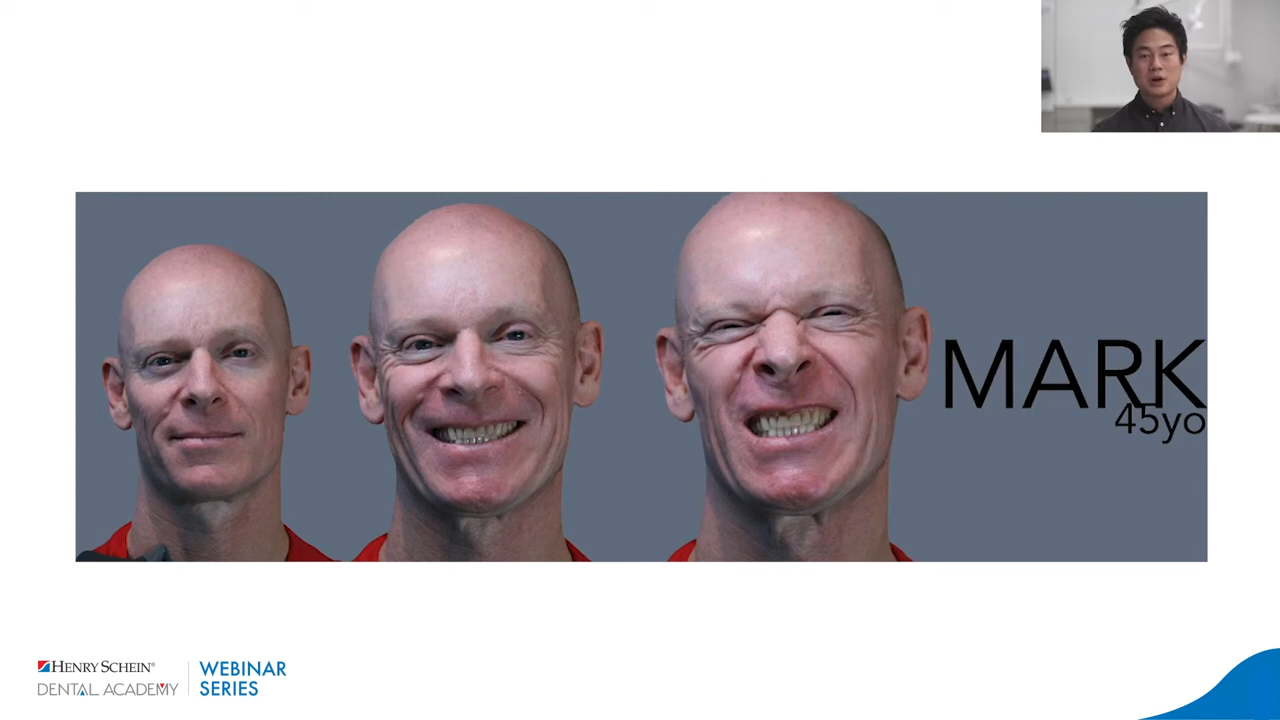 MARK
45yo
HENRY SCHEIN®
DENTAL ACADEMY
WEBINAR
SERIES